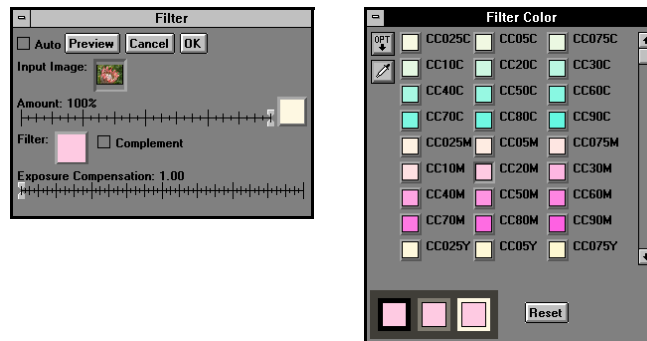 Filter
Auto Preview Cancel OK
Input Image:
Amount: 100%
Filter: Complement
Exposure Compensation: 1.00
Filter Color
OPT CC025C CC05C CC075C
CC10C CC20C CC30C
CC40C CC50C CC60C
CC70C CC80C CC90C
CC025M CC05M CC075M
CC10M CC20M CC30M
CC40M CC50M CC60M
CC70M CC80M CC90M
CC025Y CC05Y CC075Y
Reset